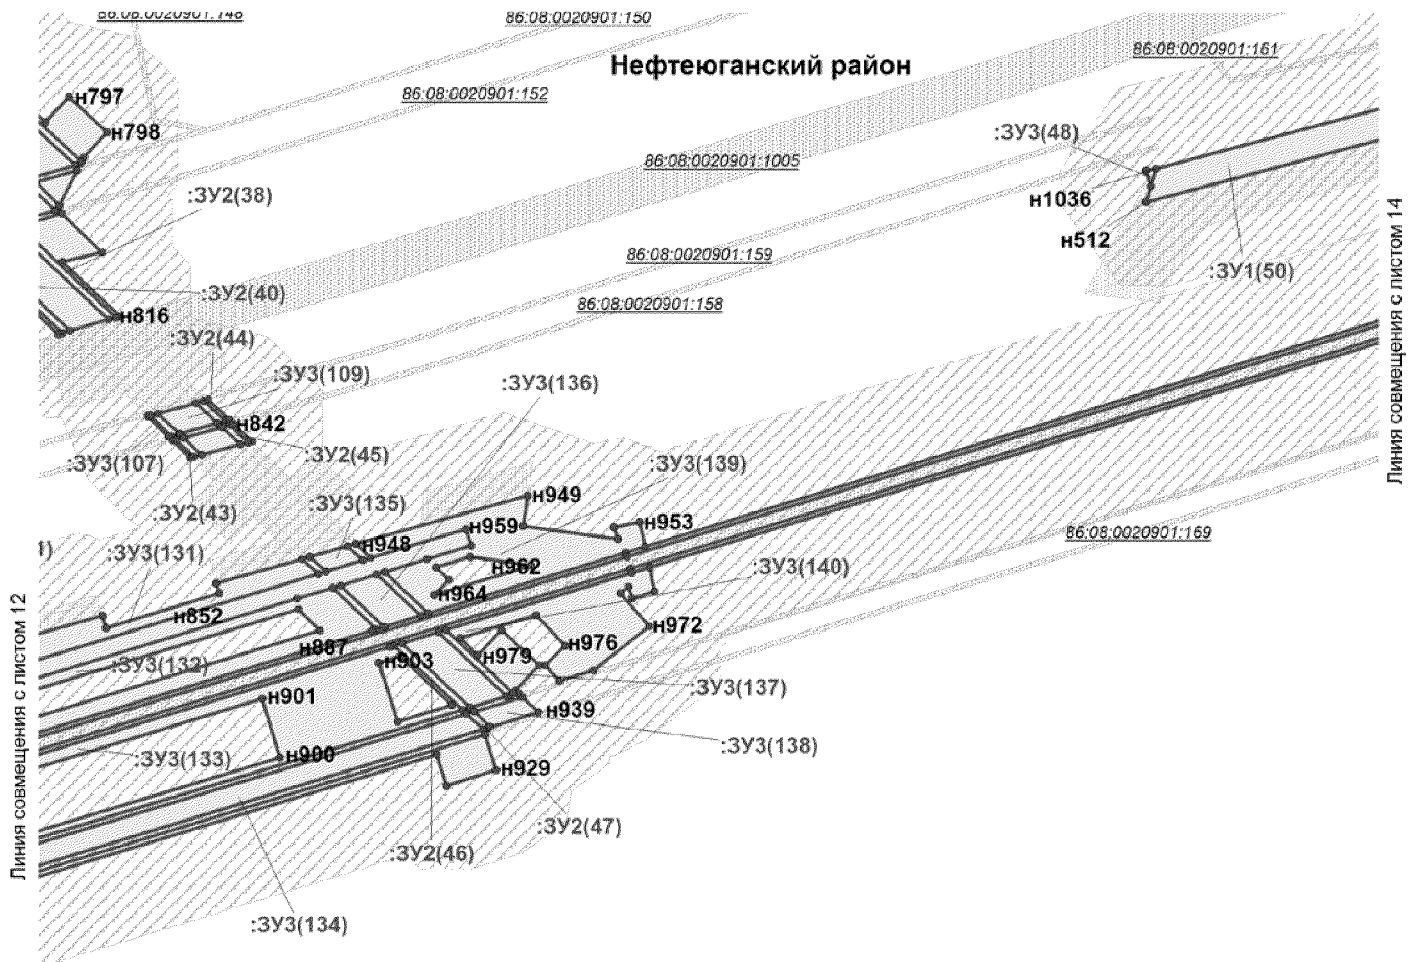 86:08:0020901:148
86:08:0020901:150
Нефтеюганский район
86:08:0020901:161
86:08:0020901:152
н797
н798
:ЗУ3(48)
86:08:0020901:1005
:ЗУ2(38)
н1036
н512
86:08:0020901:159
:ЗУ1(50)
:ЗУ2(40)
86:08:0020901:158
н816
:ЗУ2(44)
:ЗУ3(109)
:ЗУ3(136)
н842
:ЗУ3(107)
:ЗУ2(45)
:ЗУ3(139)
:ЗУ2(43)
:ЗУ3(135)
н949
н959
н953
86:08:0020901:169
:ЗУ3(131)
н948
н962
:ЗУ3(140)
н964
н852
н972
н887
н976
н979
:ЗУ3(132)
н903
:ЗУ3(137)
н901
н939
:ЗУ3(138)
:ЗУ3(133)
н900
н929
:ЗУ2(47)
:ЗУ2(46)
:ЗУ3(134)
Линия совмещения с листом 12
Линия совмещения с листом 14